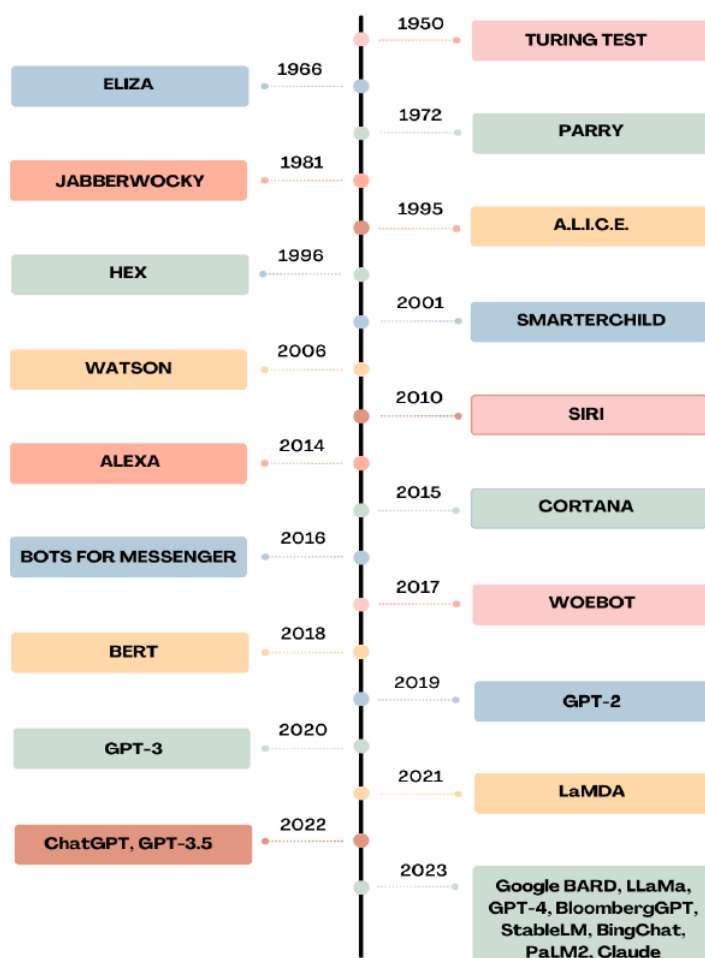 1950
TURING TEST
ELIZA
1966
1972
PARRY
JABBERWOCKY
1981
1995
A.L.I.C.E.
HEX
1996
2001
SMARTERCHILD
WATSON
2006
2010
SIRI
ALEXA
2014
2015
CORTANA
BOTS FOR MESSENGER
2016
2017
WOEBOT
BERT
2018
2019
GPT-2
GPT-3
2020
2021
LaMDA
ChatGPT, GPT-3.5
2022
2023
Google BARD, LLaMa,
GPT-4, BloombergGPT,
StableLM, BingChat,
PaLM2, Claude